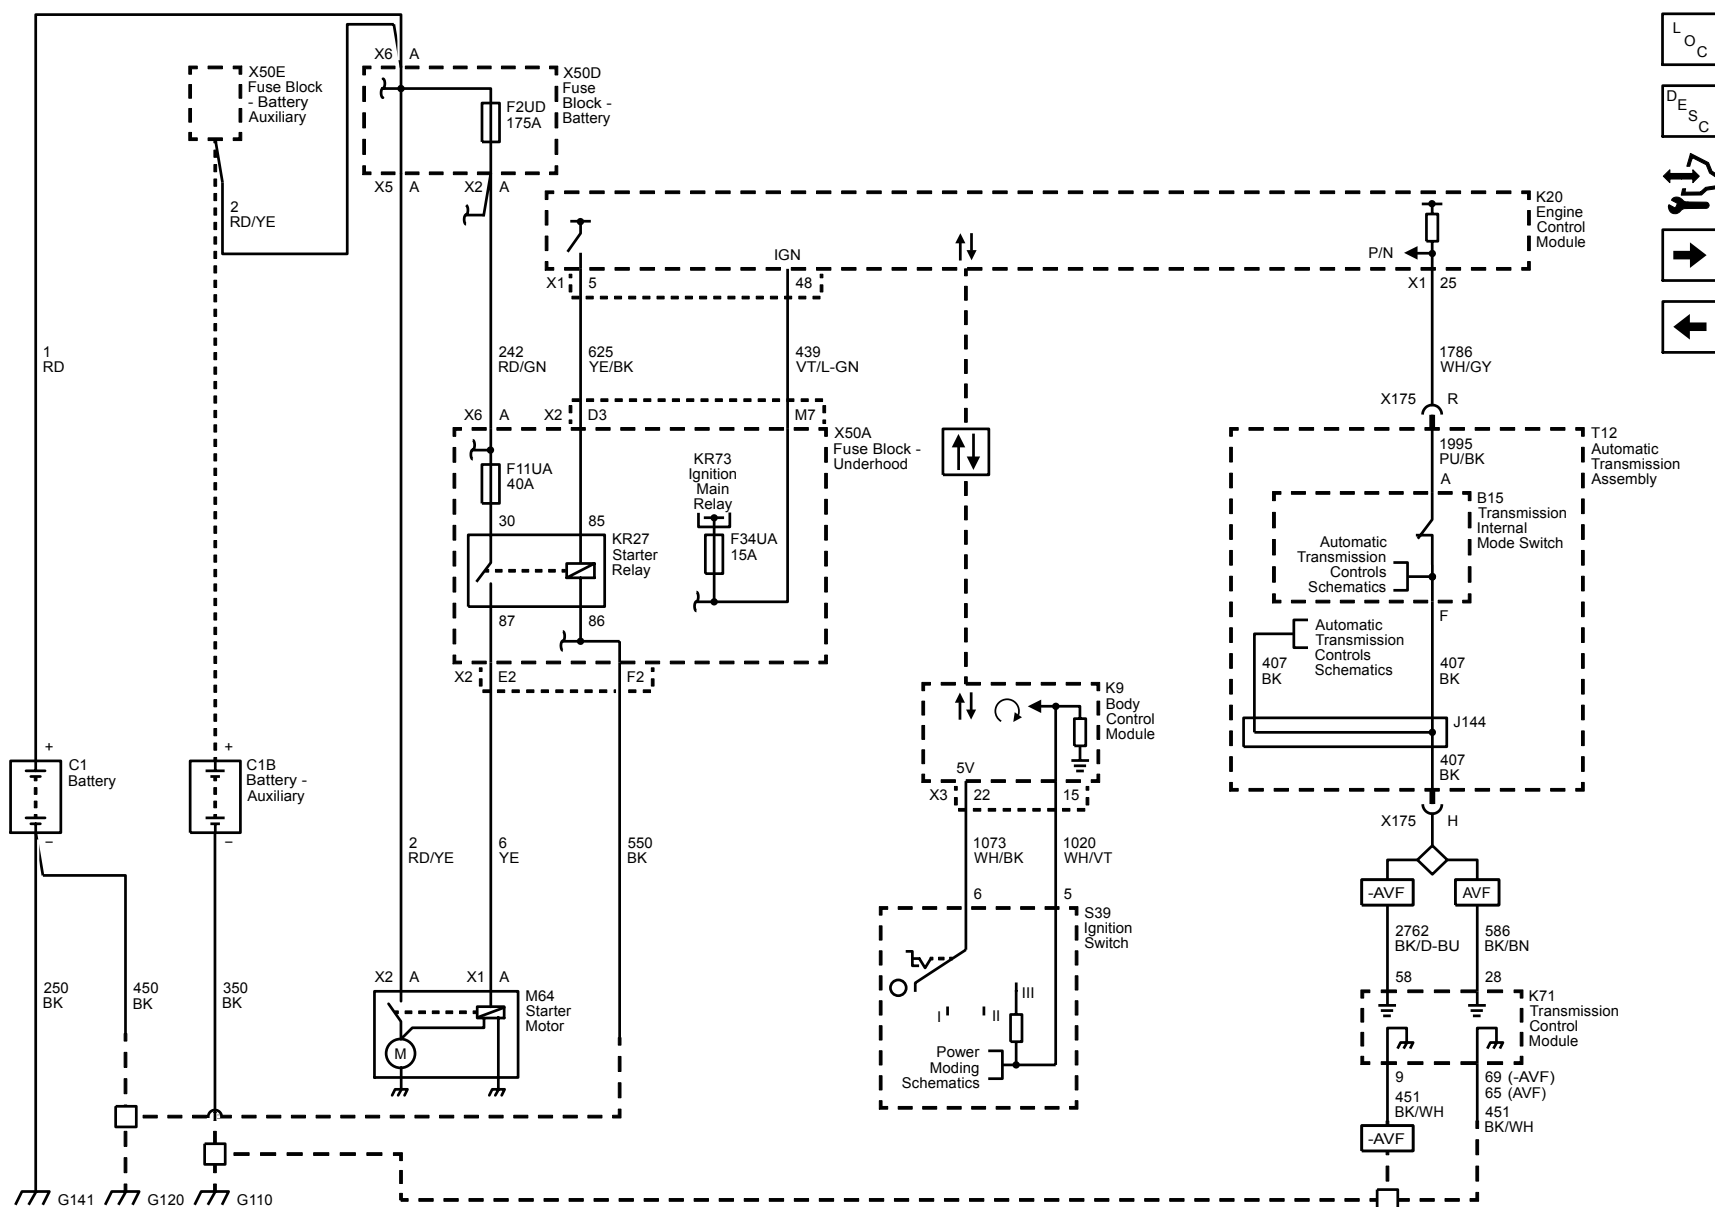 L
O
C
X6 A
X50E
Fuse Block
- Battery
Auxiliary
X50D
Fuse
Block -
Battery
F2UD
175A
D
E
S
C
X5 A
X2 A
2
RD/YE
K20
Engine
Control
Module
IGN
P/N
X1 5
48
X1 25
1
RD
242
RD/GN
625
YE/BK
439
VT/L-GN
1786
WH/GY
X175 R
X6 A
X2 D3
M7
X50A
Fuse Block -
Underhood
F11UA
40A
KR73
Ignition
Main
Relay
F34UA
15A
30
85
KR27
Starter
Relay
87
86
T12
Automatic
Transmission
Assembly
1995
PU/BK
A
B15
Transmission
Internal
Mode Switch
Automatic
Transmission
Controls
Schematics
F
Automatic
Transmission
Controls
Schematics
407
BK
407
BK
X2 E2
F2
K9
Body
Control
Module
J144
407
BK
+
C1
Battery
−
+
C1B
Battery -
Auxiliary
−
5V
X3 22
15
X175 H
2
RD/YE
6
YE
550
BK
1073
WH/BK
1020
WH/VT
-AVF
AVF
6
5
S39
Ignition
Switch
2762
BK/D-BU
586
BK/BN
250
BK
450
BK
350
BK
X2 A
X1 A
M64
Starter
Motor
M
58
28
K71
Transmission
Control
Module
I
II
III
Power
Moding
Schematics
9
69 (-AVF)
65 (AVF)
451
BK/WH
451
BK/WH
-AVF
G141
G120
G110